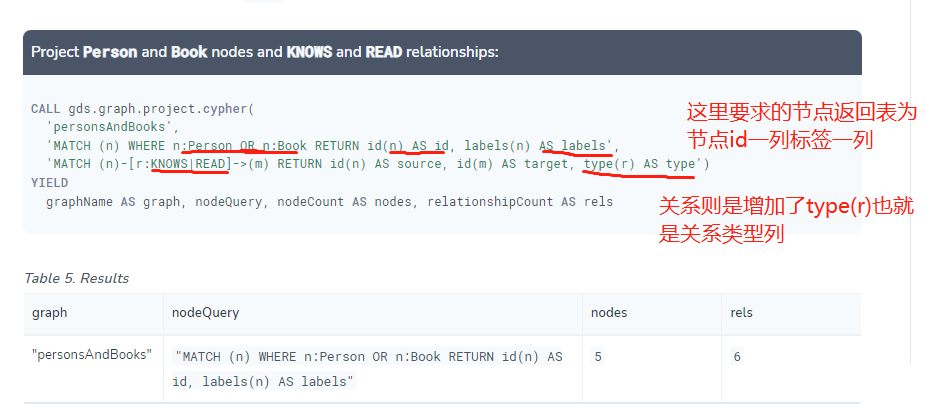 Project Person and Book nodes and KNOWS and READ relationships:
CALL gds.graph.project.cypher(
'personsAndBooks',
'MATCH (n) WHERE n:Person OR n:Book RETURN id(n) AS id, labels(n) AS labels',
'MATCH (n)-[r:KNOWS|READ]->(m) RETURN id(n) AS source, id(m) AS target, type(r) AS type')
YIELD
graphName AS graph, nodeQuery, nodeCount AS nodes, relationshipCount AS rels
这里要求的节点返回表为
节点id一列标签一列
关系则是增加了type(r)也就
是关系类型列
Table 5. Results
graph nodeQuery nodes rels
"personsAndBooks" "MATCH (n) WHERE n:Person OR n:Book RETURN id(n) AS 5 6
id, labels(n) AS labels"